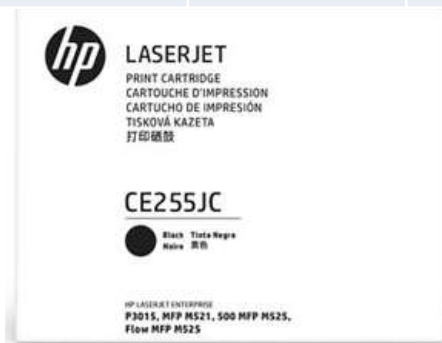 hp
LASERJET
PRINT CARTRIDGE
CARTOUCHE D'IMPRESSION
CARTUCHO DE IMPRESIÓN
TISKOVÁ KAZETA
打印硒鼓
CE255JC
Black Tinta Negra
Noire 黑色
HP LASERJET ENTERPRISE
P3015, MFP M521, 500 MFP M525,
Flow MFP M525